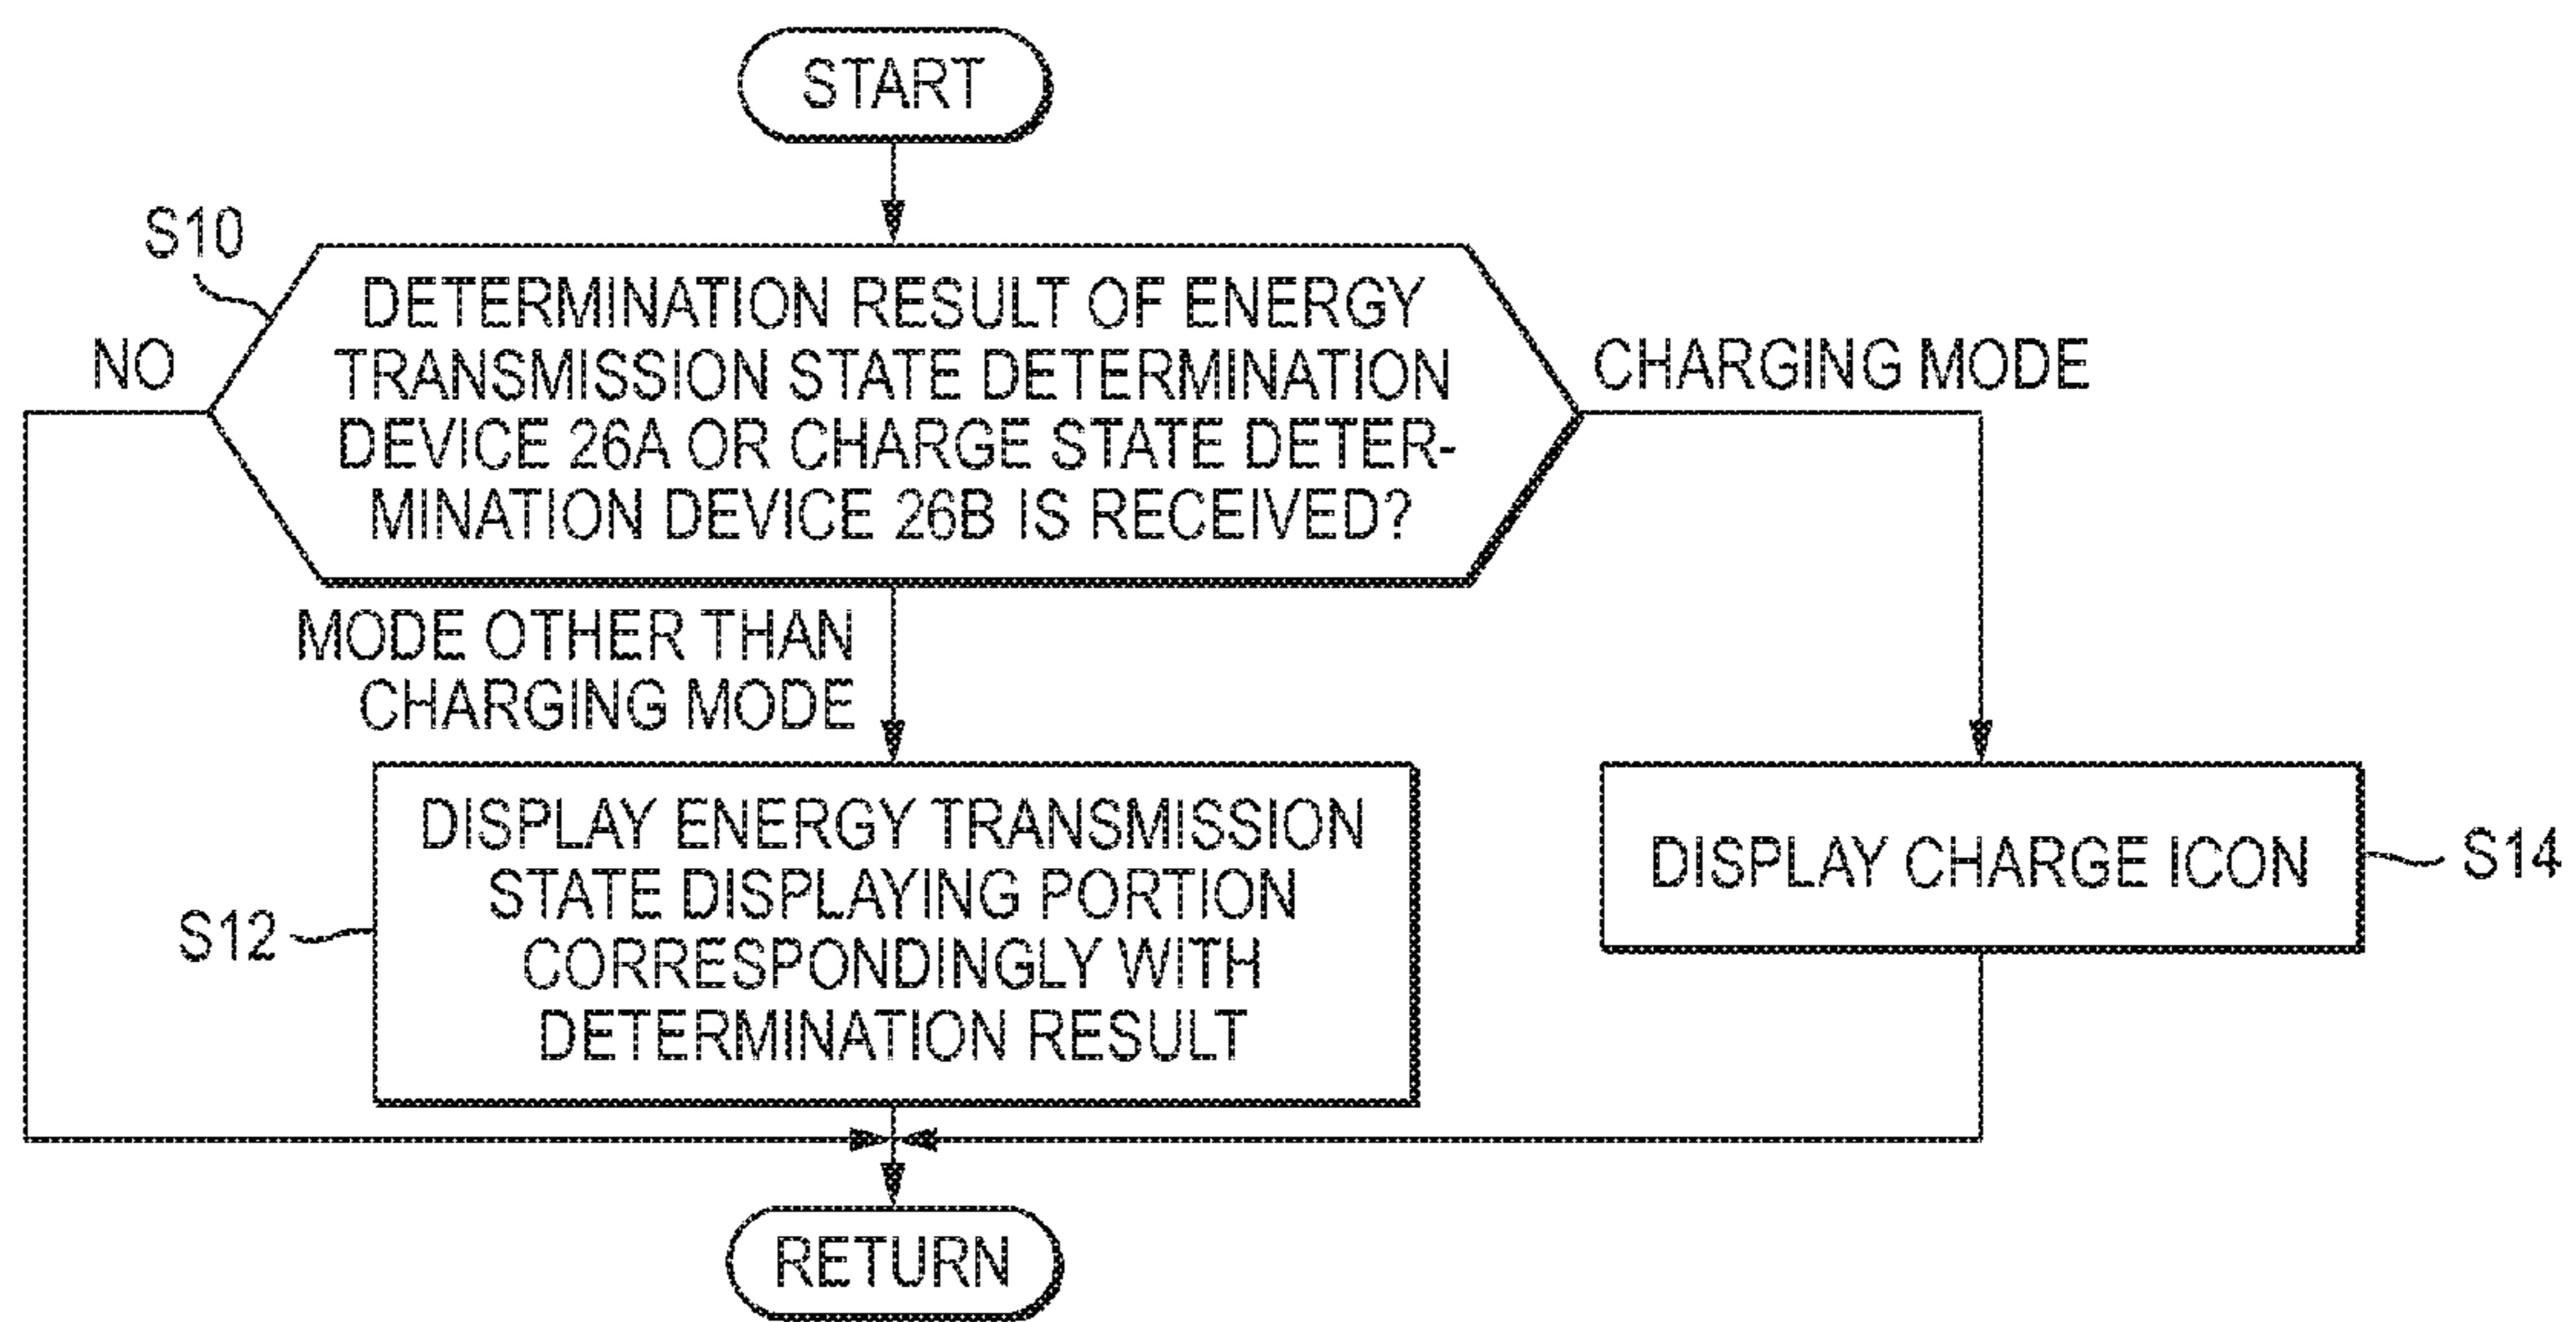 START
S10
NO
DETERMINATION RESULT OF ENERGY
TRANSMISSION STATE DETERMINATION
DEVICE 26A OR CHARGE STATE DETER-
MINATION DEVICE 26B IS RECEIVED?
CHARGING MODE
MODE OTHER THAN
CHARGING MODE
S12
DISPLAY ENERGY TRANSMISSION
STATE DISPLAYING PORTION
CORRESPONDINGLY WITH
DETERMINATION RESULT
DISPLAY CHARGE ICON
S14
RETURN